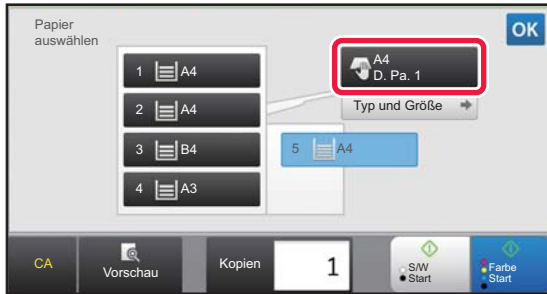 Papier
auswählen
OK
A4
D. Pa. 1
1 A4
2 A4
Typ und Größe
3 B4
5 A4
4 A3
CA
Vorschau
Kopien
1
S/W
Start
Farbe
Start